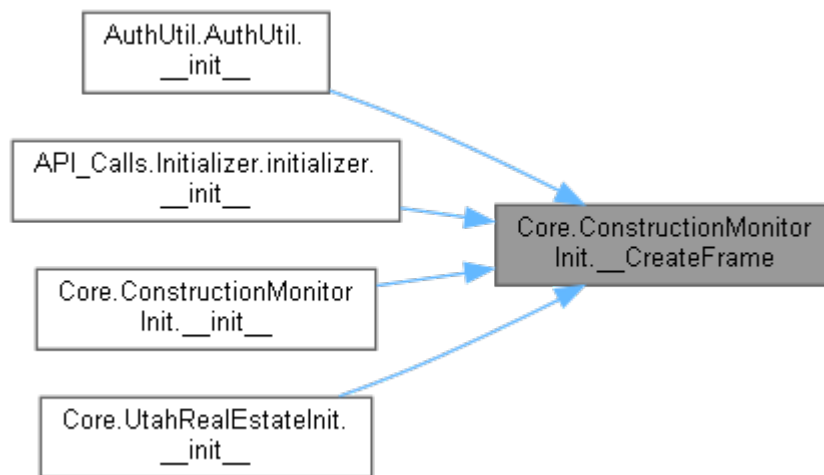 AuthUtil.AuthUtil.
__init__
API_Calls.Initializer.initializer.
__init__
Core.ConstructionMonitor
Init.__CreateFrame
Core.ConstructionMonitor
Init.__init__
Core.UtahRealEstateInit.
__init__